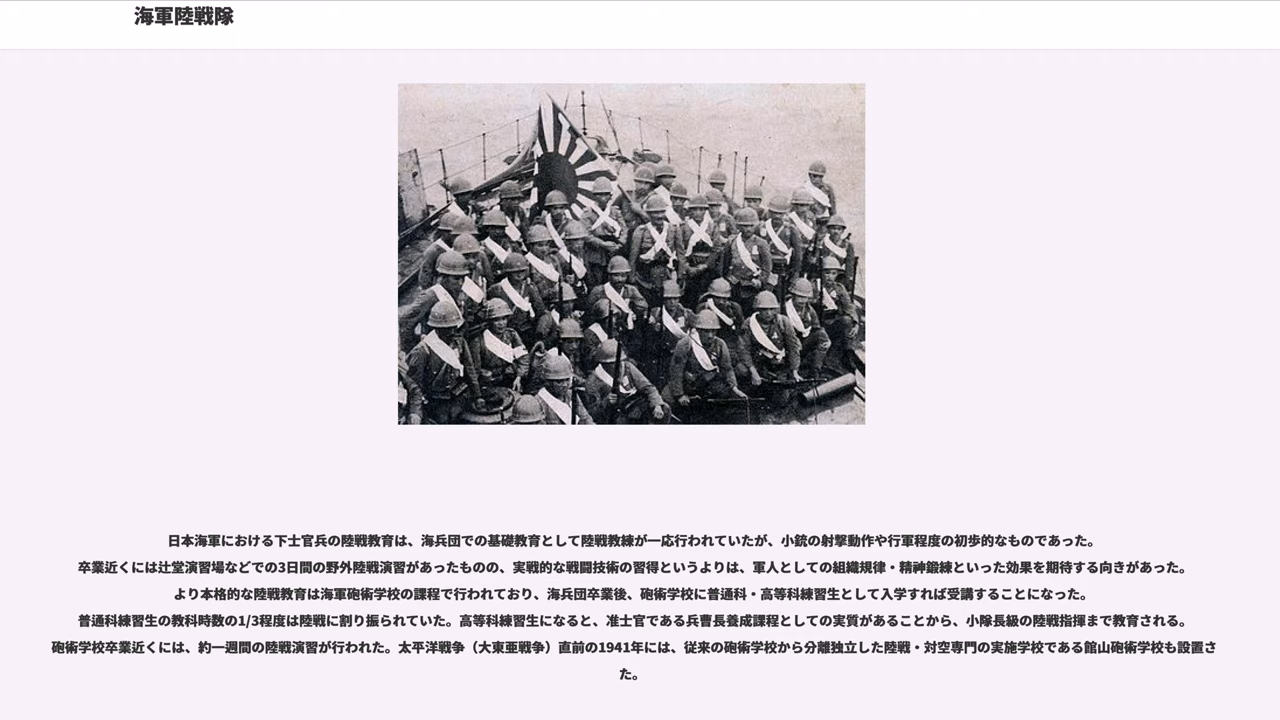 海軍陸戦隊
日本海軍における下士官兵の陸戦教育は、海兵団での基礎教育として陸戦教練が一応行われていたが、小銃の射撃動作や行軍程度の初歩的なものであった。
卒業近くには辻堂演習場などでの3日間の野外陸戦演習があったものの、実戦的な戦闘技術の習得というよりは、軍人としての組織規律・精神鍛練といった効果を期待する向きがあった。
より本格的な陸戦教育は海軍砲術学校の課程で行われており、海兵団卒業後、砲術学校に普通科・高等科練習生として入学すれば受講することになった。
普通科練習生の教科時数の1/3程度は陸戦に割り振られていた。高等科練習生になると、准士官である兵曹長養成課程としての実質があることから、小隊長級の陸戦指揮まで教育される。
砲術学校卒業近くには、約一週間の陸戦演習が行われた。太平洋戦争（大東亜戦争）直前の1941年には、従来の砲術学校から分離独立した陸戦・対空専門の実施学校である館山砲術学校も設置さ
た。